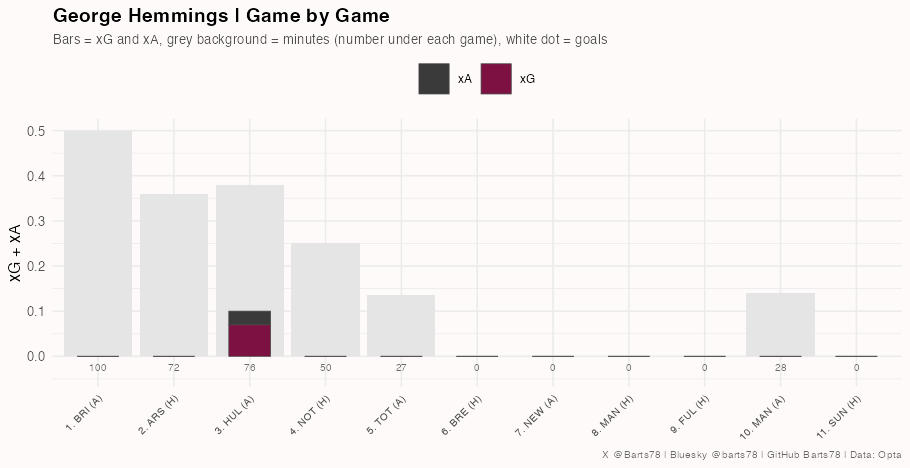 George Hemmings | Game by Game
Bars = xG and xA, grey background = minutes (number under each game), white dot = goals
xA
xG
xG + xA
0.5
0.4
0.3
0.2
0.1
0.0
100
72
76
50
27
0
0
0
0
28
0
1. BRI (A)
2. ARS (H)
3. HUL (A)
4. NOT (H)
5. TOT (A)
6. BRE (H)
7. NEW (A)
8. MAN (H)
9. FUL (H)
10. MAN (A)
11. SUN (H)
X @Barts78 | Bluesky @barts78 | GitHub Barts78 | Data: Opta